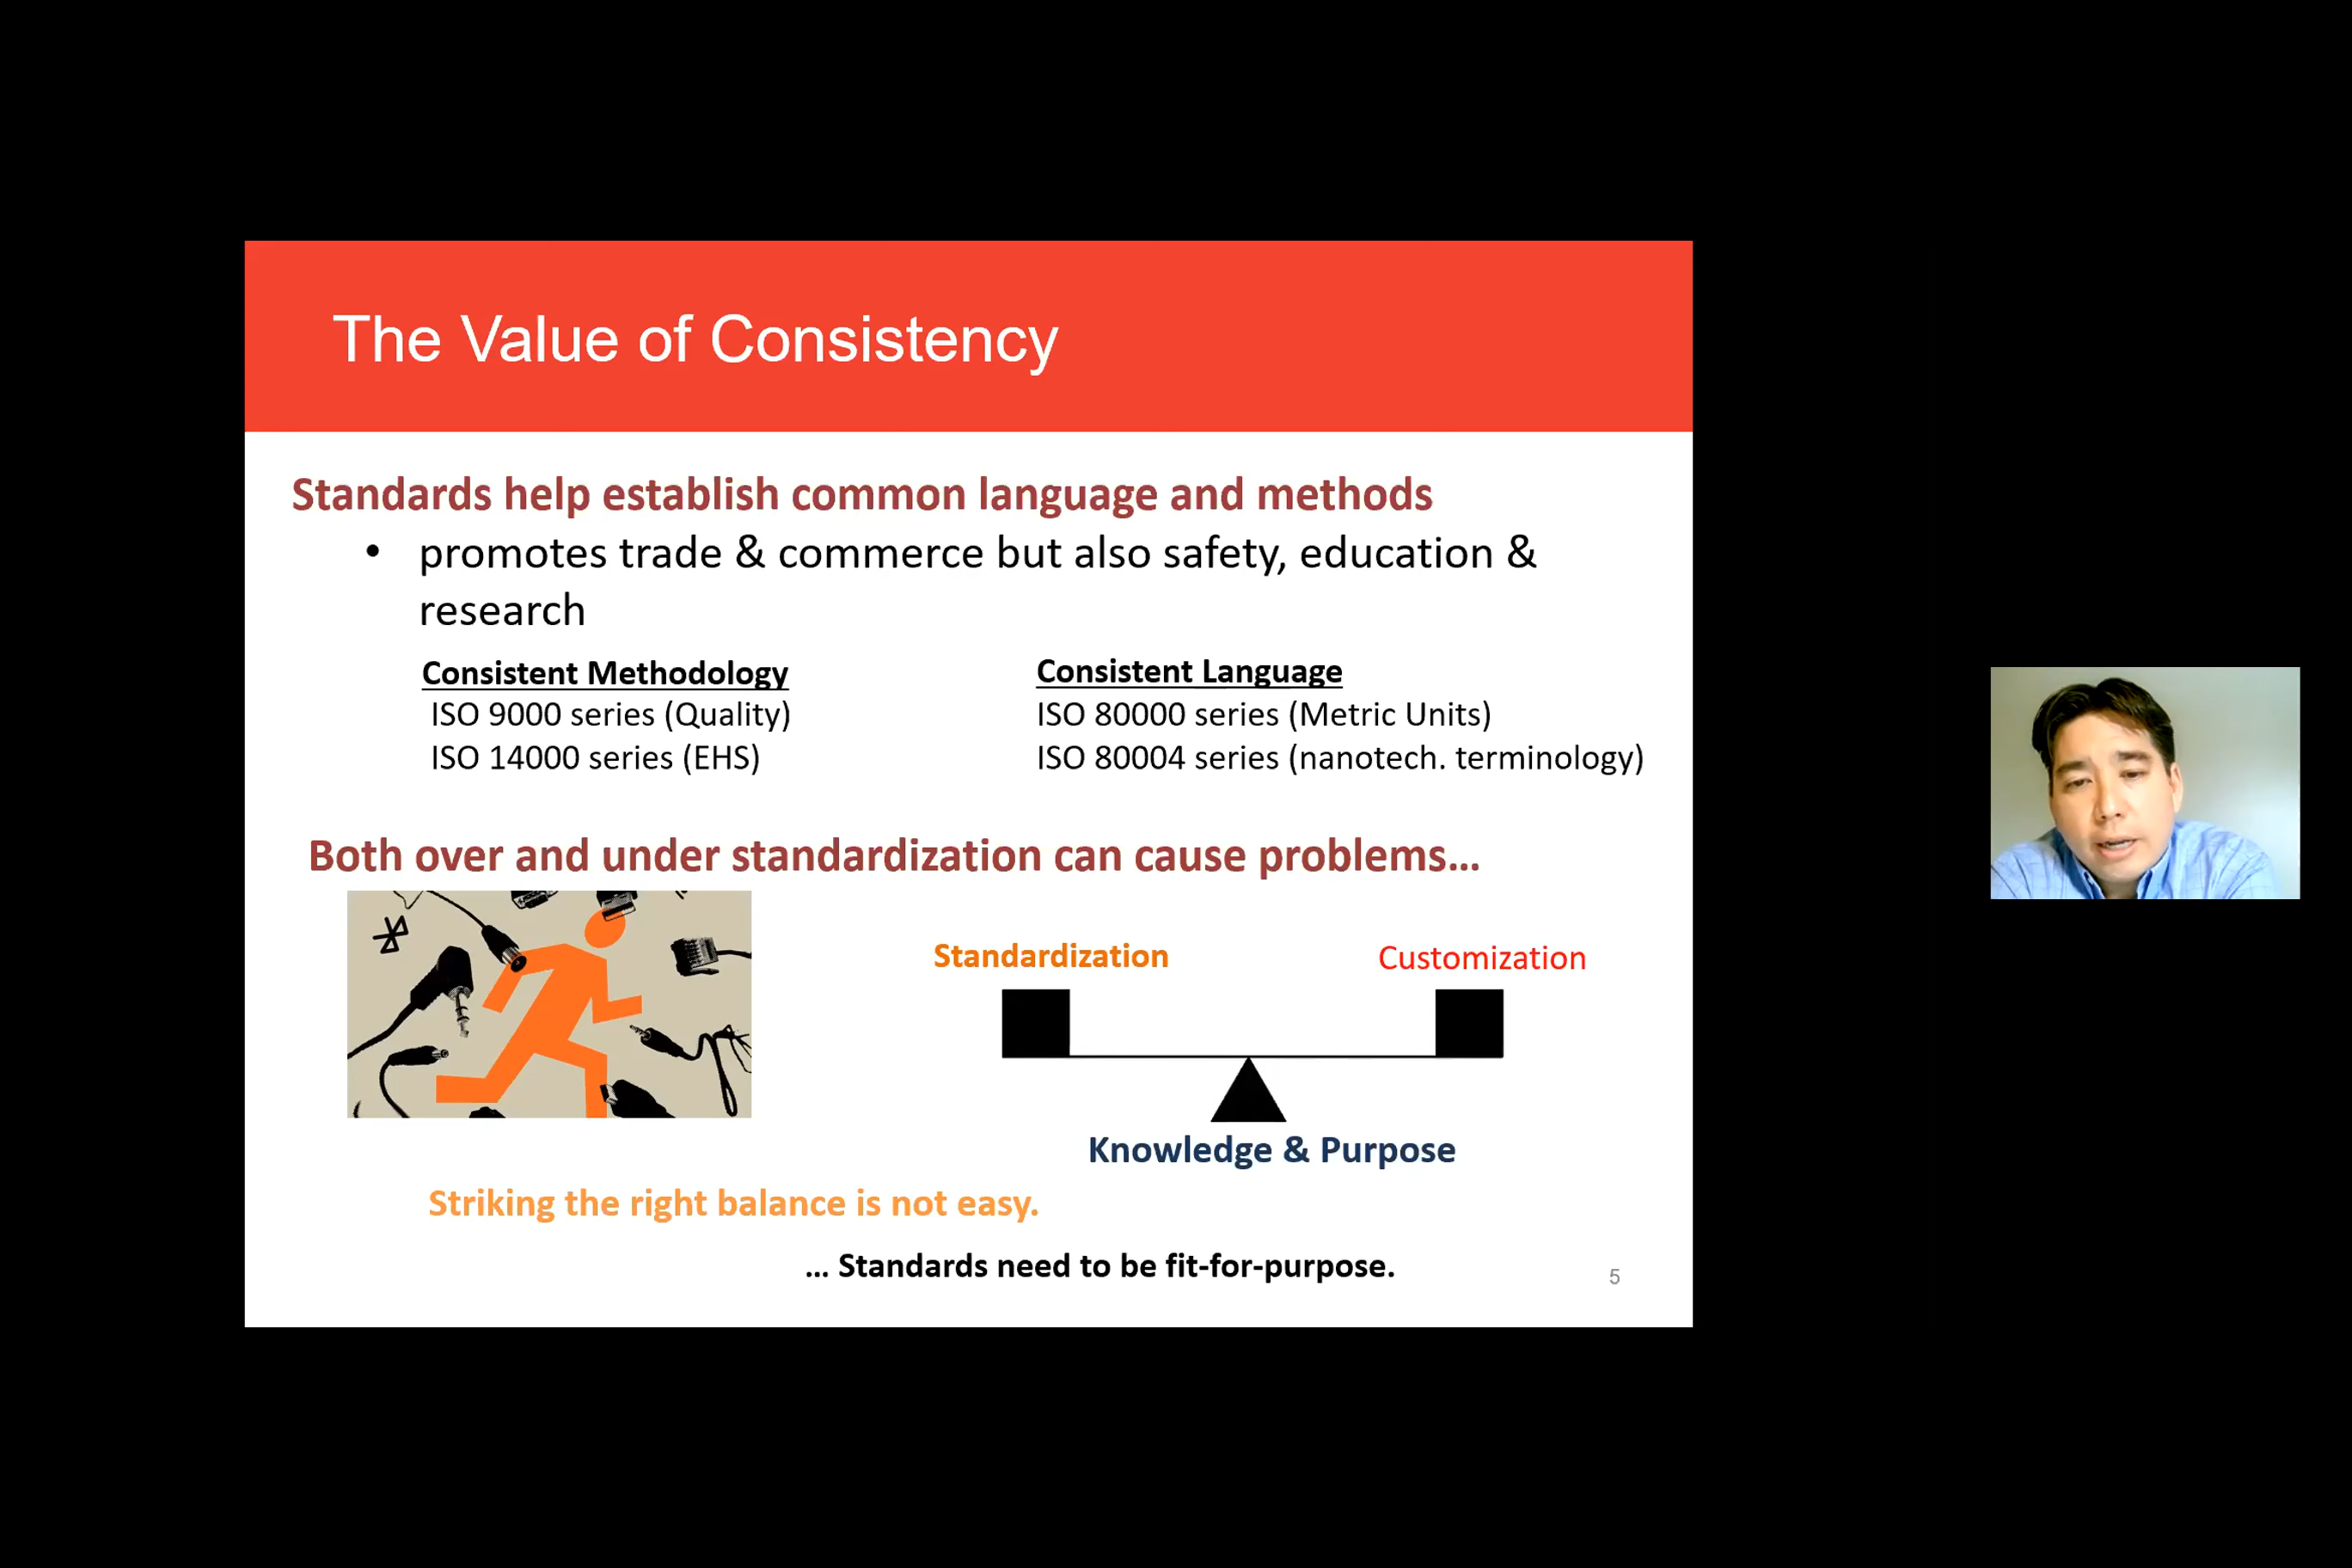 The Value of Consistency
Standards help establish common language and methods
• promotes trade & commerce but also safety, education &
research
Consistent Methodology
ISO 9000 series (Quality)
ISO 14000 series (EHS)
Consistent Language
ISO 80000 series (Metric Units)
ISO 80004 series (nanotech. terminology)
Both over and under standardization can cause problems...
Standardization
Customization
Knowledge & Purpose
Striking the right balance is not easy.
... Standards need to be fit-for-purpose.
5